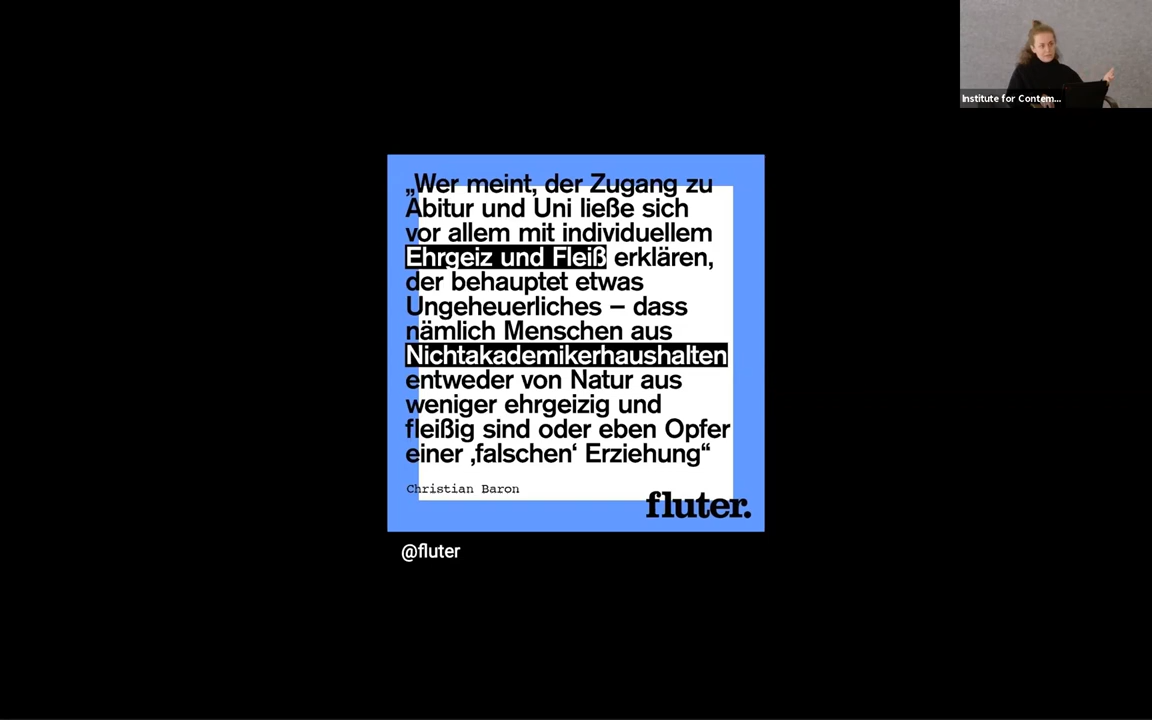 Institute for Contem...
„Wer meint, der Zugang zu
Abitur und Uni ließe sich
vor allem mit individuellem
Ehrgeiz und Fleiß erklären,
der behauptet etwas
Ungeheuerliches – dass
nämlich Menschen aus
Nichtakademikerhaushalten
entweder von Natur aus
weniger ehrgeizig und
fleißig sind oder eben Opfer
einer ‚falschen‘ Erziehung“
Christian Baron
fluter.
@fluter